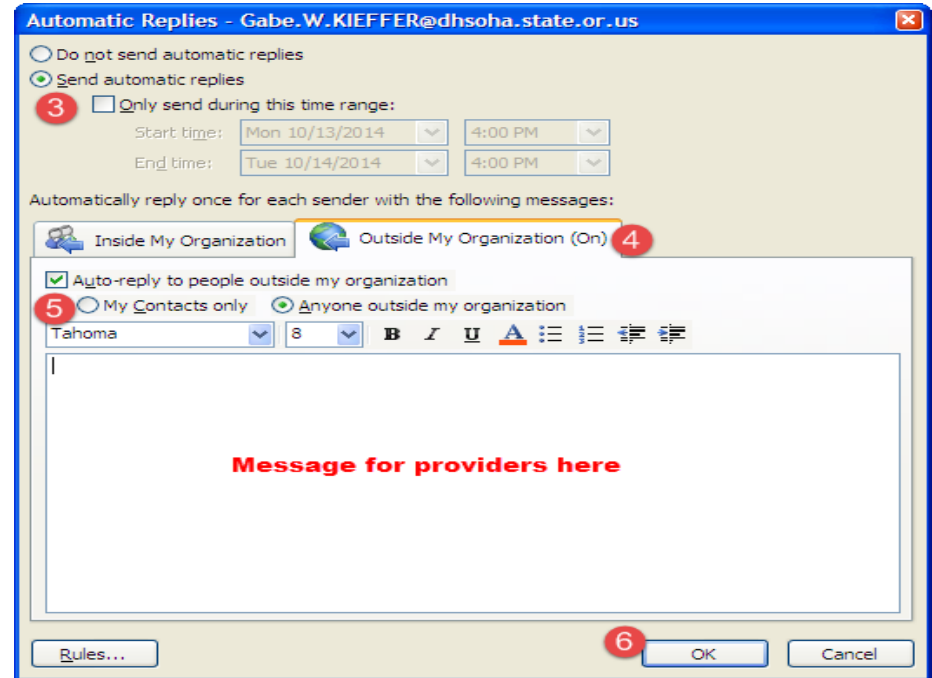 Automatic Replies - Gabe.W.KIEFFER@dhsoha.state.or.us
Do not send automatic replies
Send automatic replies
3 Only send during this time range:
Start time: Mon 10/13/2014 4:00 PM
End time: Tue 10/14/2014 4:00 PM
Automatically reply once for each sender with the following messages:
Inside My Organization Outside My Organization (On) 4
Auto-reply to people outside my organization
5 My Contacts only Anyone outside my organization
Tahoma 8 B I U A
Message for providers here
6
Rules... OK Cancel